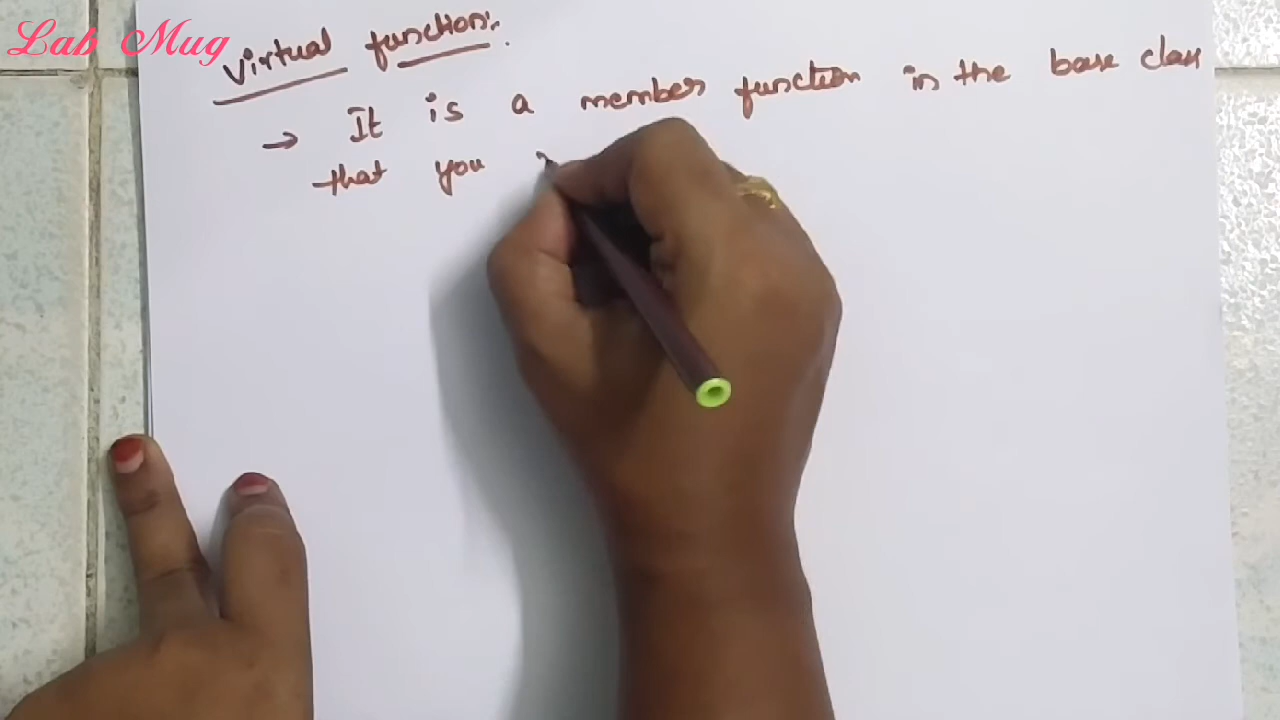 Lab Mug
Virtual function:.
→ It is a member function in the base class
that you